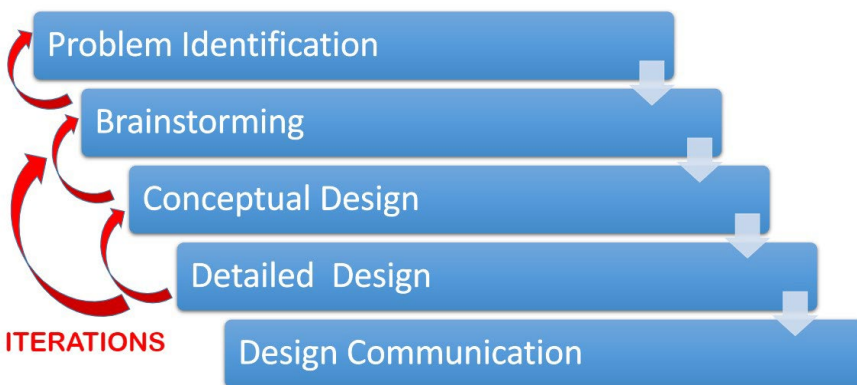 Problem Identification
Brainstorming
Conceptual Design
Detailed Design
ITERATIONS
Design Communication